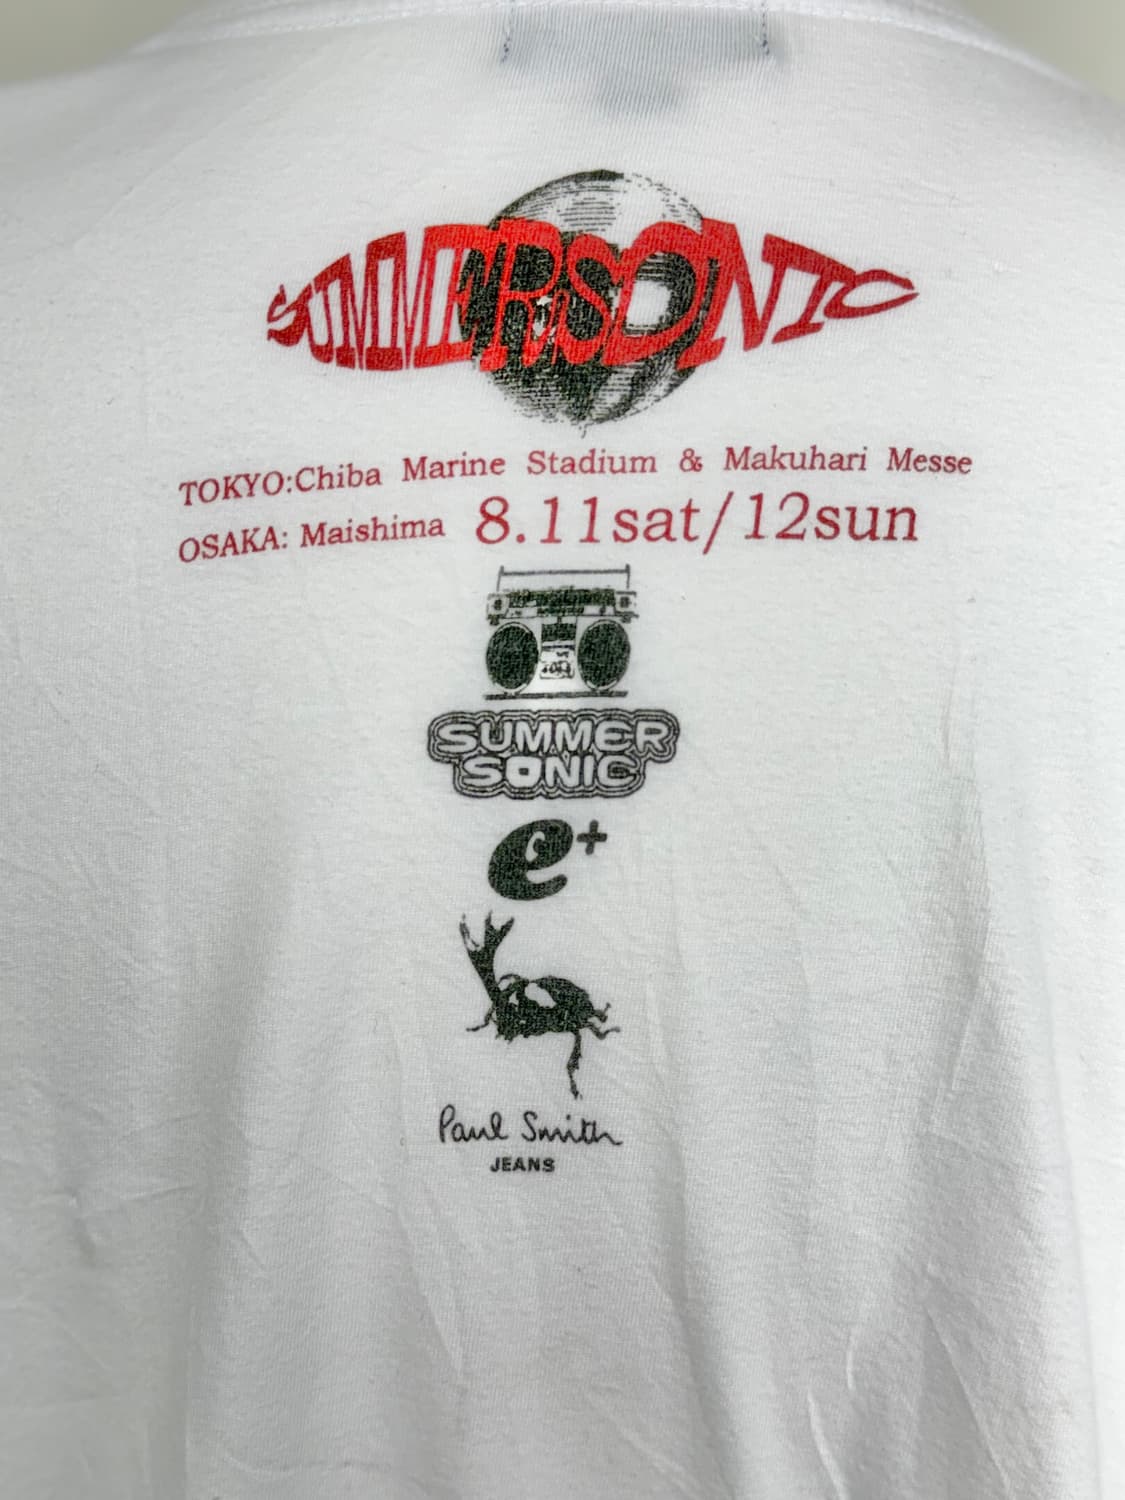 SUMMERSONIC
TOKYO:Chiba Marine Stadium & Makuhari Messe
OSAKA: Maishima 8.11sat/12sun
SUMMER
SONIC
e+
Paul Smith
JEANS